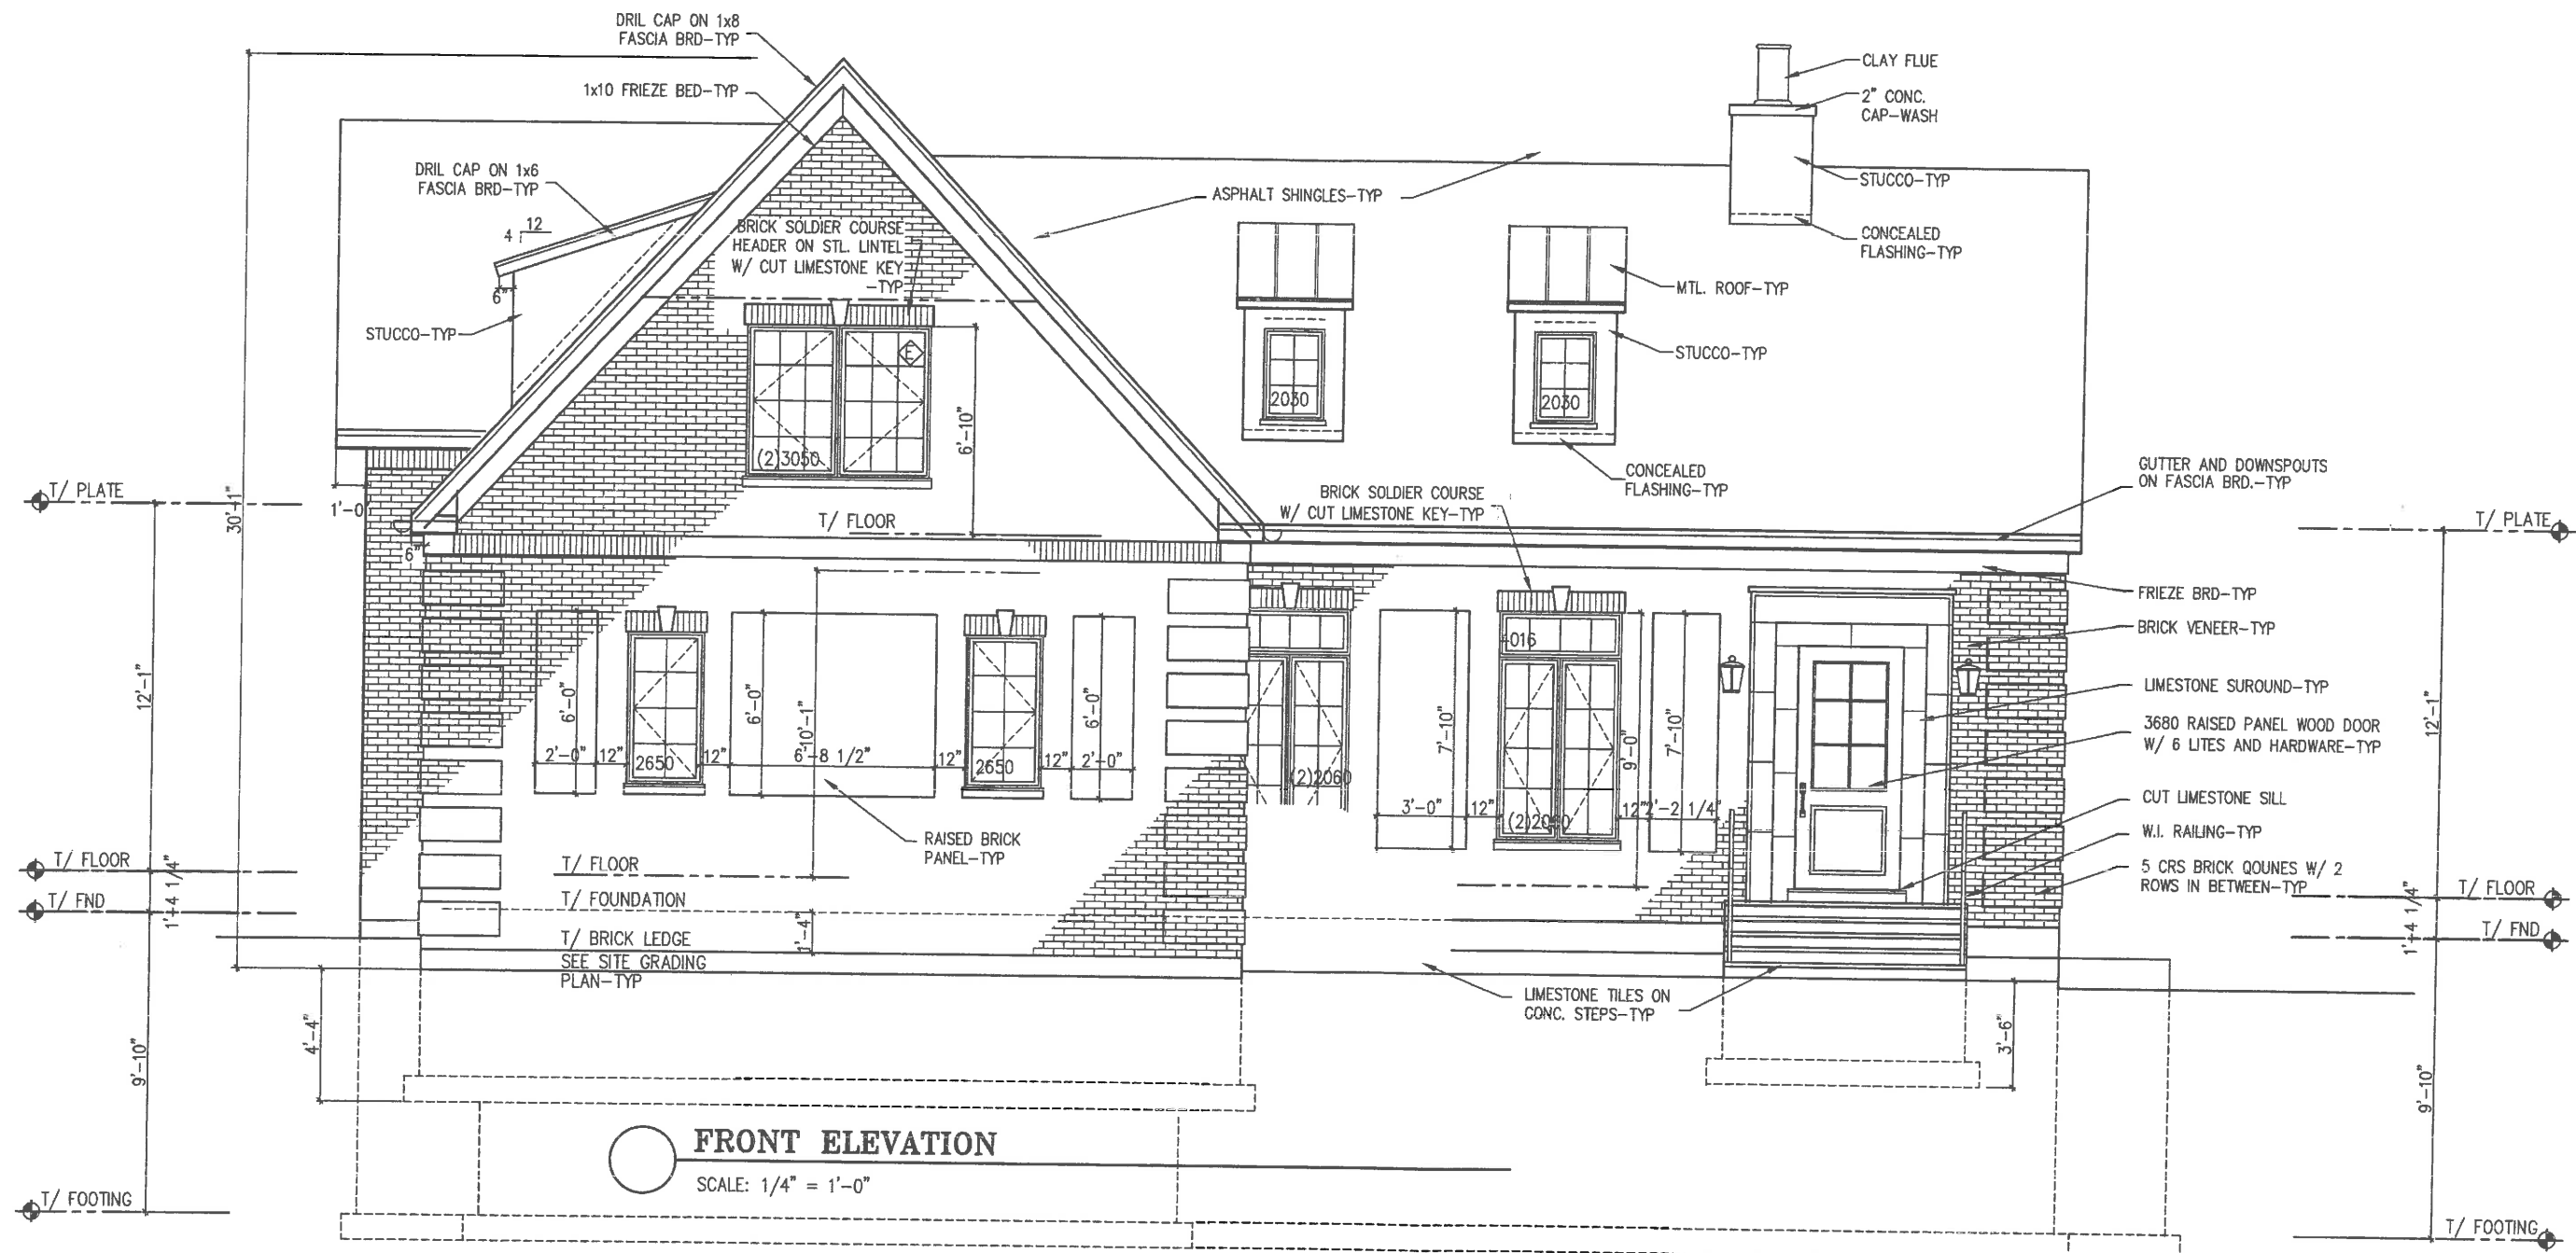 DRIL CAP ON 1x8
FASCIA BRD-TYP
1x10 FRIEZE BED-TYP
DRIL CAP ON 1x6
FASCIA BRD-TYP
12
4
6"
STUCCO-TYP
BRICK SOLDIER COURSE
HEADER ON STL. LINTEL
W/ CUT LIMESTONE KEY
-TYP
E
(2)3050
6'-10"
ASPHALT SHINGLES-TYP
CLAY FLUE
2" CONC.
CAP-WASH
STUCCO-TYP
CONCEALED
FLASHING-TYP
MTL. ROOF-TYP
STUCCO-TYP
2030
2030
CONCEALED
FLASHING-TYP
BRICK SOLDIER COURSE
W/ CUT LIMESTONE KEY-TYP
GUTTER AND DOWNSPOUTS
ON FASCIA BRD.-TYP
T/ PLATE
30'-1"
1'-0
6"
T/ FLOOR
T/ PLATE
FRIEZE BRD-TYP
BRICK VENEER-TYP
LIMESTONE SUROUND-TYP
3680 RAISED PANEL WOOD DOOR
W/ 6 LITES AND HARDWARE-TYP
CUT LIMESTONE SILL
W.I. RAILING-TYP
5 CRS BRICK QOUNES W/ 2
ROWS IN BETWEEN-TYP
12'-1"
6'-0"
2'-0"
12"
2650
12"
6'-0"
6'-8 1/2"
10'-1"
12"
2650
12"
6'-0"
2'-0"
(2)2060
4016
7'-10"
3'-0"
12"
9'-0"
12"
2'-2 1/4"
7'-10"
12'-1"
RAISED BRICK
PANEL-TYP
T/ FLOOR
T/ FND
1'-4 1/4"
T/ FLOOR
T/ FOUNDATION
T/ BRICK LEDGE
SEE SITE GRADING
PLAN-TYP
1'-4"
T/ FLOOR
T/ FND
1'-4 1/4"
LIMESTONE TILES ON
CONC. STEPS-TYP
4'-4"
3'-6"
9'-10"
9'-10"
FRONT ELEVATION
SCALE: 1/4" = 1'-0"
T/ FOOTING
T/ FOOTING